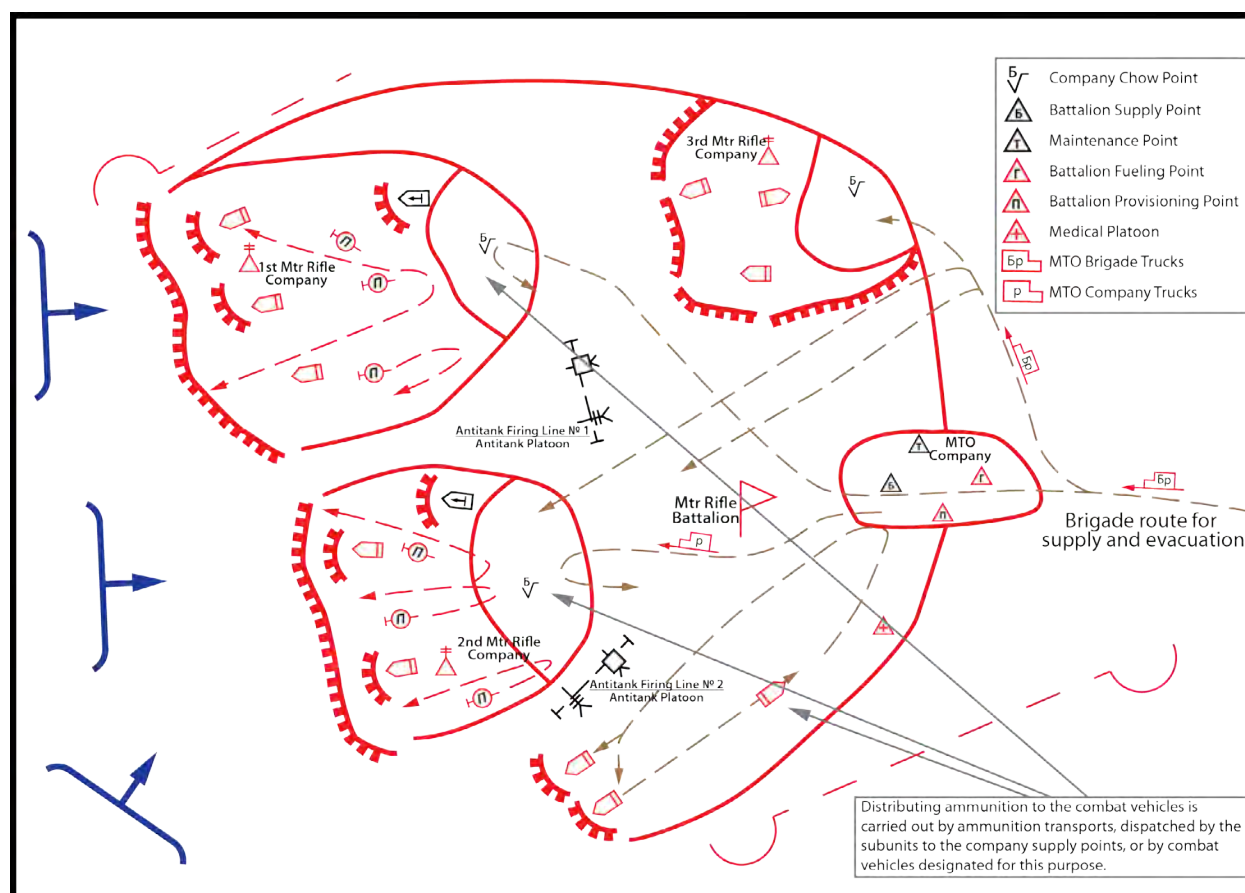 Б
Company Chow Point
Б
Battalion Supply Point
Т
Maintenance Point
Г
Battalion Fueling Point
П
Battalion Provisioning Point
Medical Platoon
Бр
MTO Brigade Trucks
р
MTO Company Trucks
3rd Mtr Rifle
Company
Б
Б
1st Mtr Rifle
Company
П
П
П
Бр
Antitank Firing Line № 1
Antitank Platoon
Т
MTO
Company
Б
Г
П
Бр
Brigade route for
supply and evacuation
Mtr Rifle
Battalion
р
П
П
Б
2nd Mtr Rifle
Company
П
Antitank Firing Line № 2
Antitank Platoon
Distributing ammunition to the combat vehicles is
carried out by ammunition transports, dispatched by the
subunits to the company supply points, or by combat
vehicles designated for this purpose.